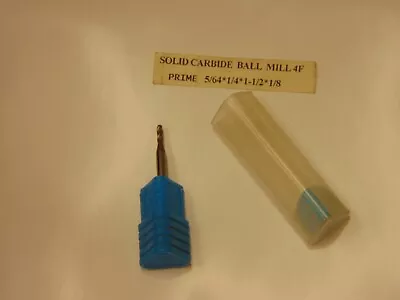 SOLID CARBIDE BALL MILL 4F
PRIME 5/64*1/4*1-1/2*1/8